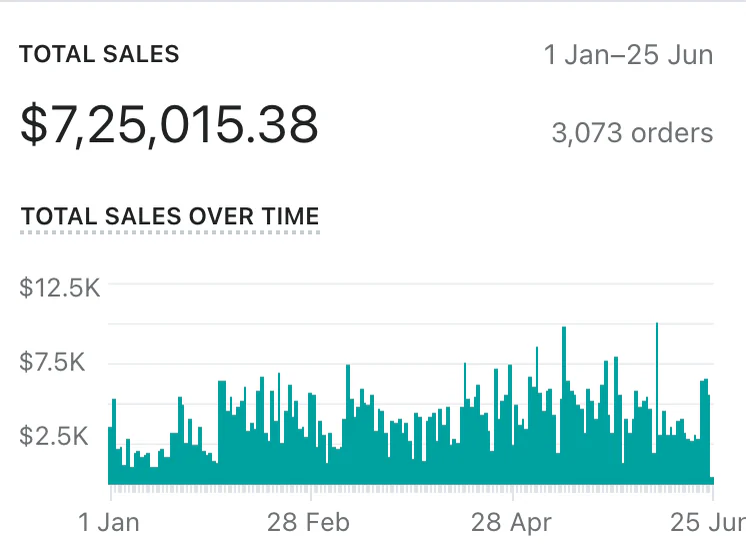 TOTAL SALES
1 Jan–25 Jun
$7,25,015.38
3,073 orders
TOTAL SALES OVER TIME
$12.5K
$7.5K
$2.5K
1 Jan
28 Feb
28 Apr
25 Jun